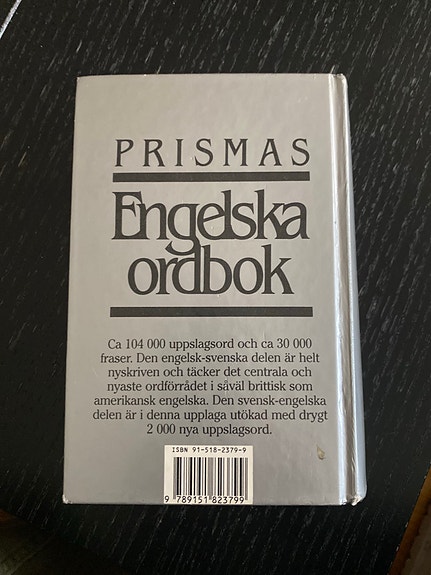 PRISMAS
Engelska
ordbok
Ca 104 000 uppslagsord och ca 30 000
fraser. Den engelsk-svenska delen är helt
nyskriven och täcker det centrala och
nyaste ordförrådet i såväl brittisk som
amerikansk engelska. Den svensk-engelska
delen är i denna upplaga utökad med drygt
2 000 nya uppslagsord.
ISBN 91-518-2379-9
9 789151 823799